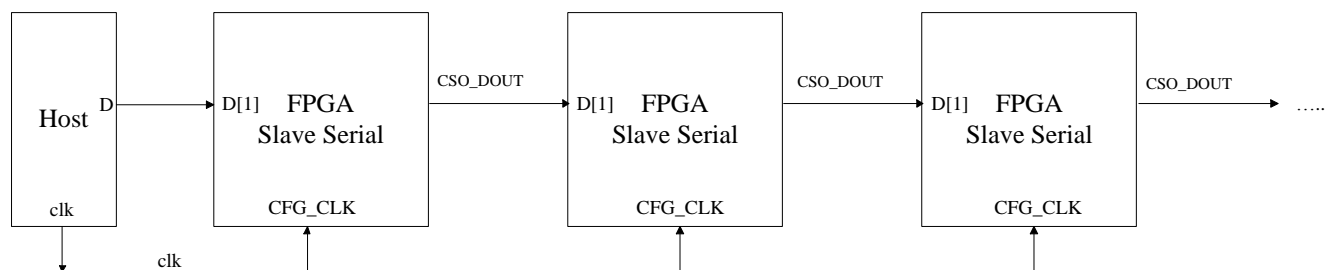 Host
D
clk
clk
D[1]
FPGA
Slave Serial
CFG_CLK
CSO_DOUT
D[1]
FPGA
Slave Serial
CFG_CLK
CSO_DOUT
D[1]
FPGA
Slave Serial
CFG_CLK
CSO_DOUT
.....